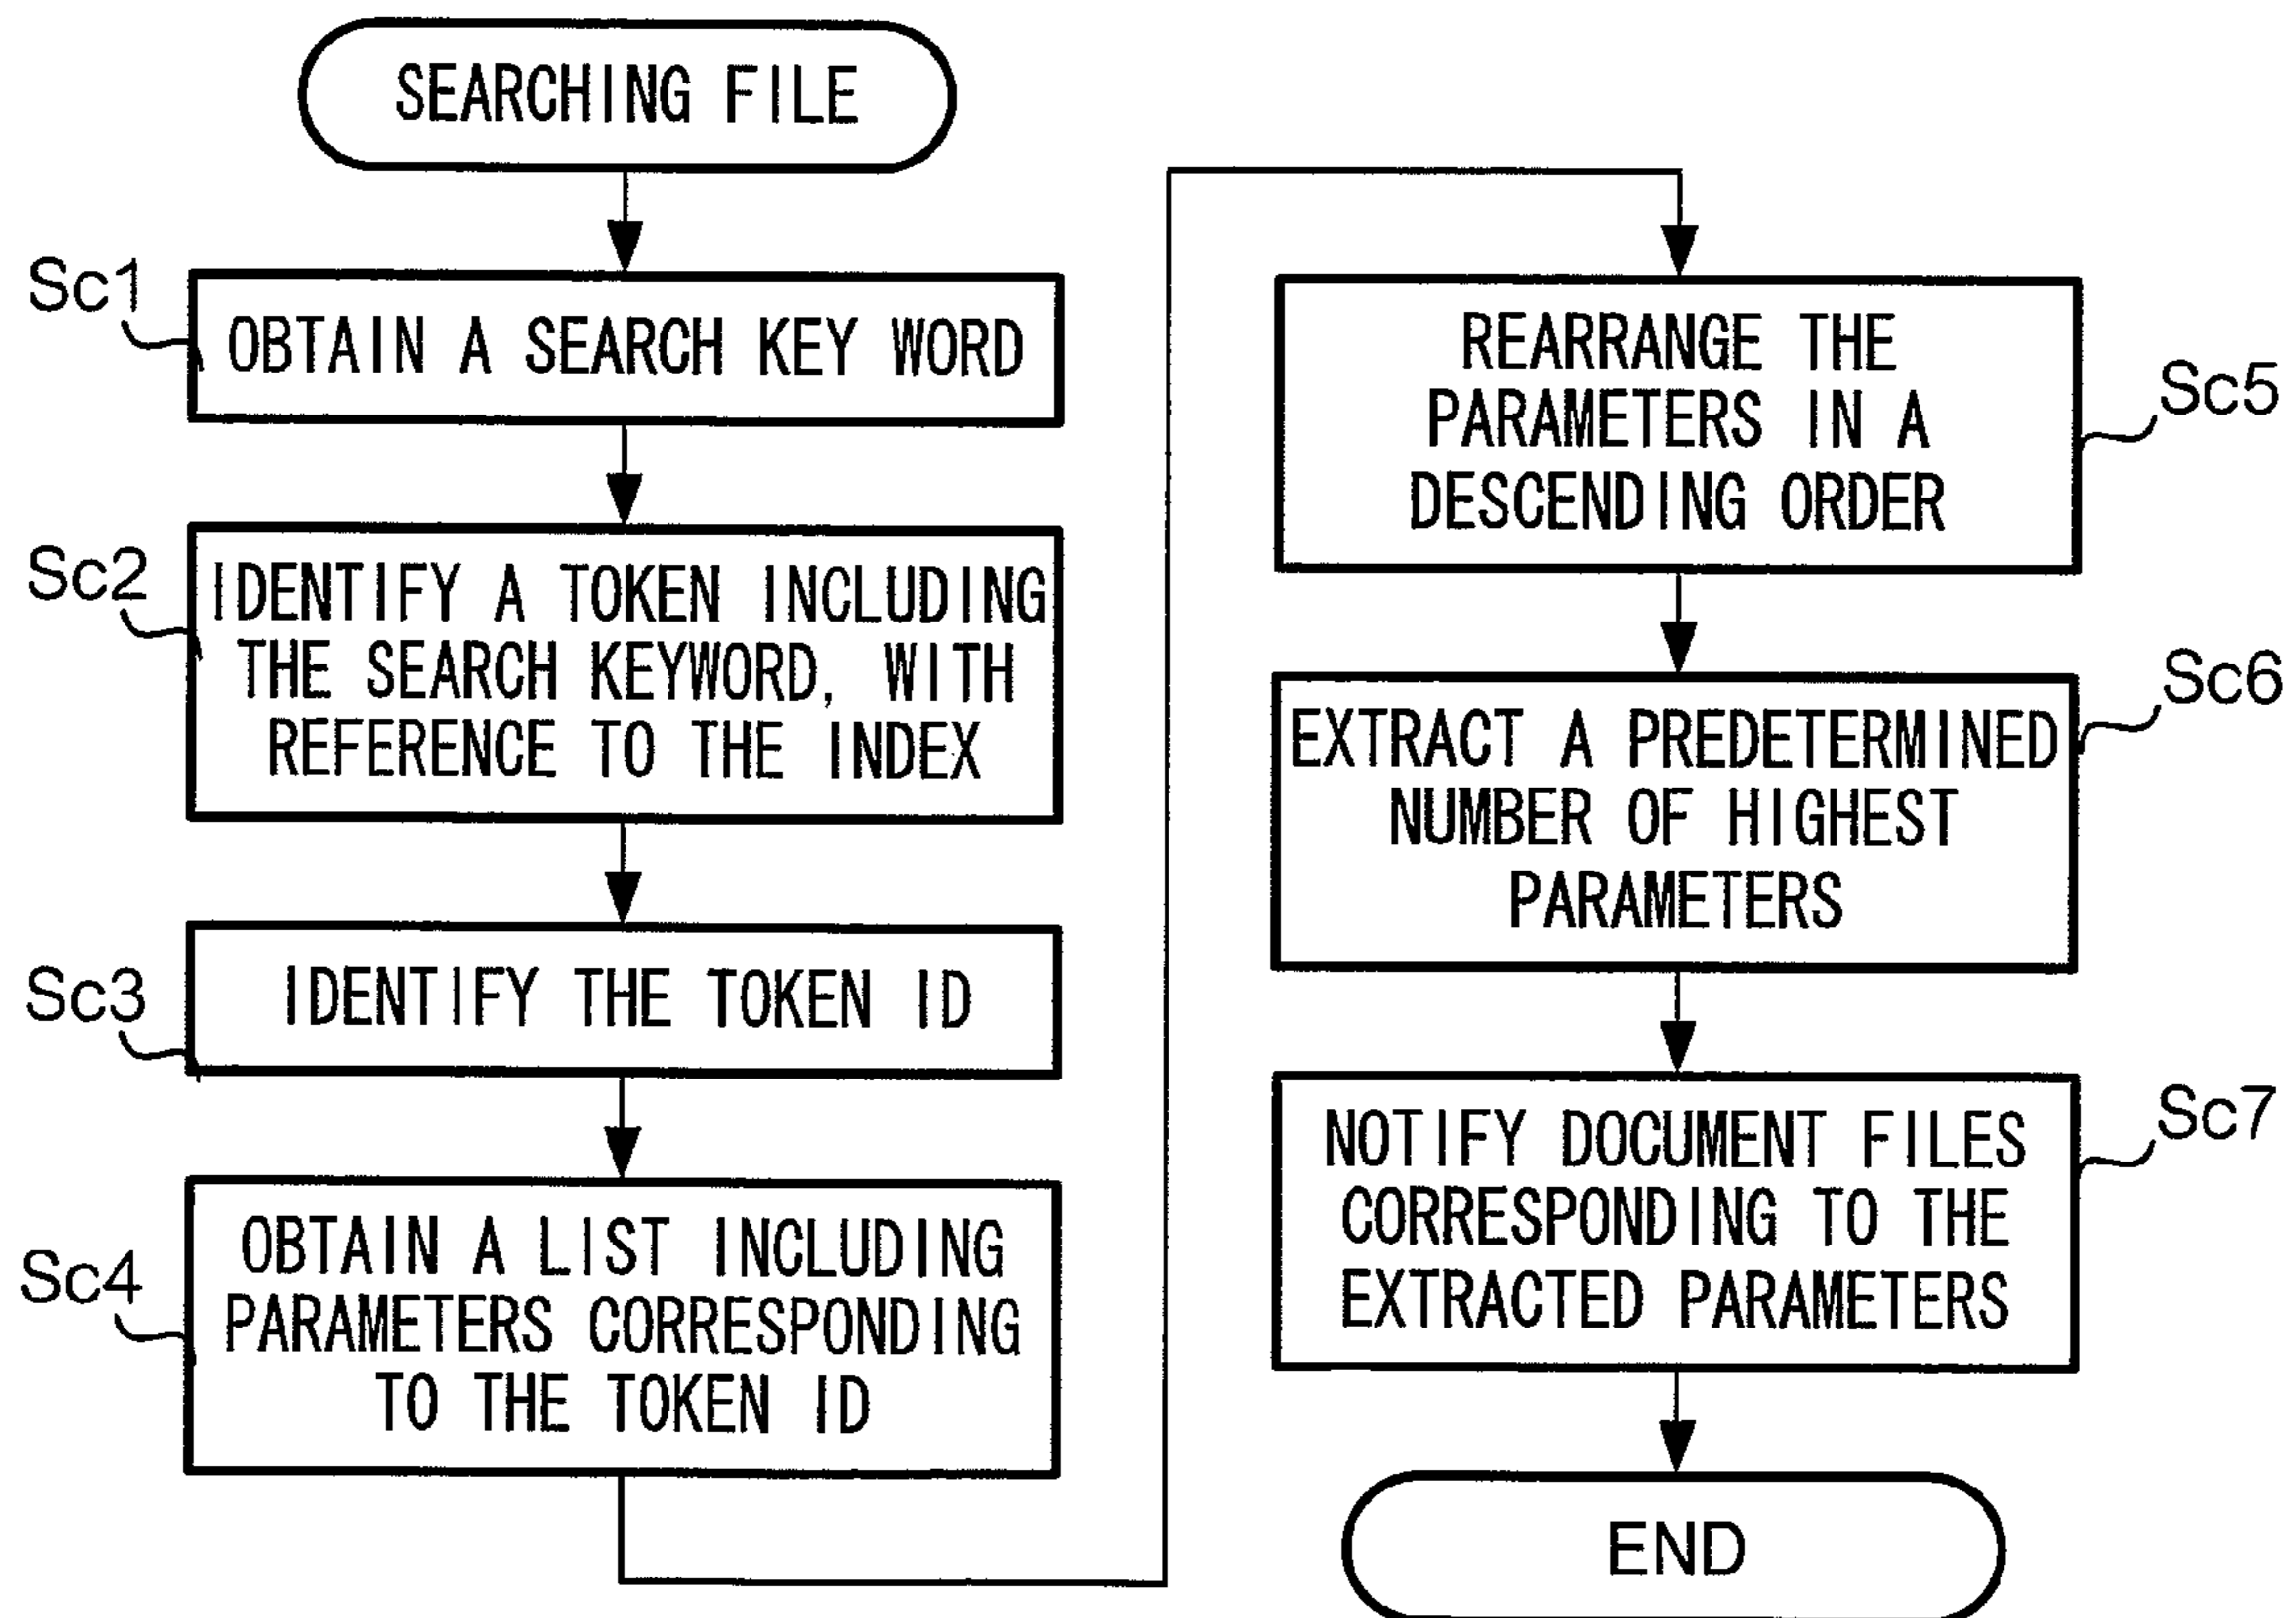 SEARCHING FILE
Sc1
OBTAIN A SEARCH KEY WORD
Sc2
IDENTIFY A TOKEN INCLUDING
THE SEARCH KEYWORD, WITH
REFERENCE TO THE INDEX
Sc3
IDENTIFY THE TOKEN ID
Sc4
OBTAIN A LIST INCLUDING
PARAMETERS CORRESPONDING
TO THE TOKEN ID
REARRANGE THE
PARAMETERS IN A
DESCENDING ORDER
Sc5
EXTRACT A PREDETERMINED
NUMBER OF HIGHEST
PARAMETERS
Sc6
NOTIFY DOCUMENT FILES
CORRESPONDING TO THE
EXTRACTED PARAMETERS
Sc7
END